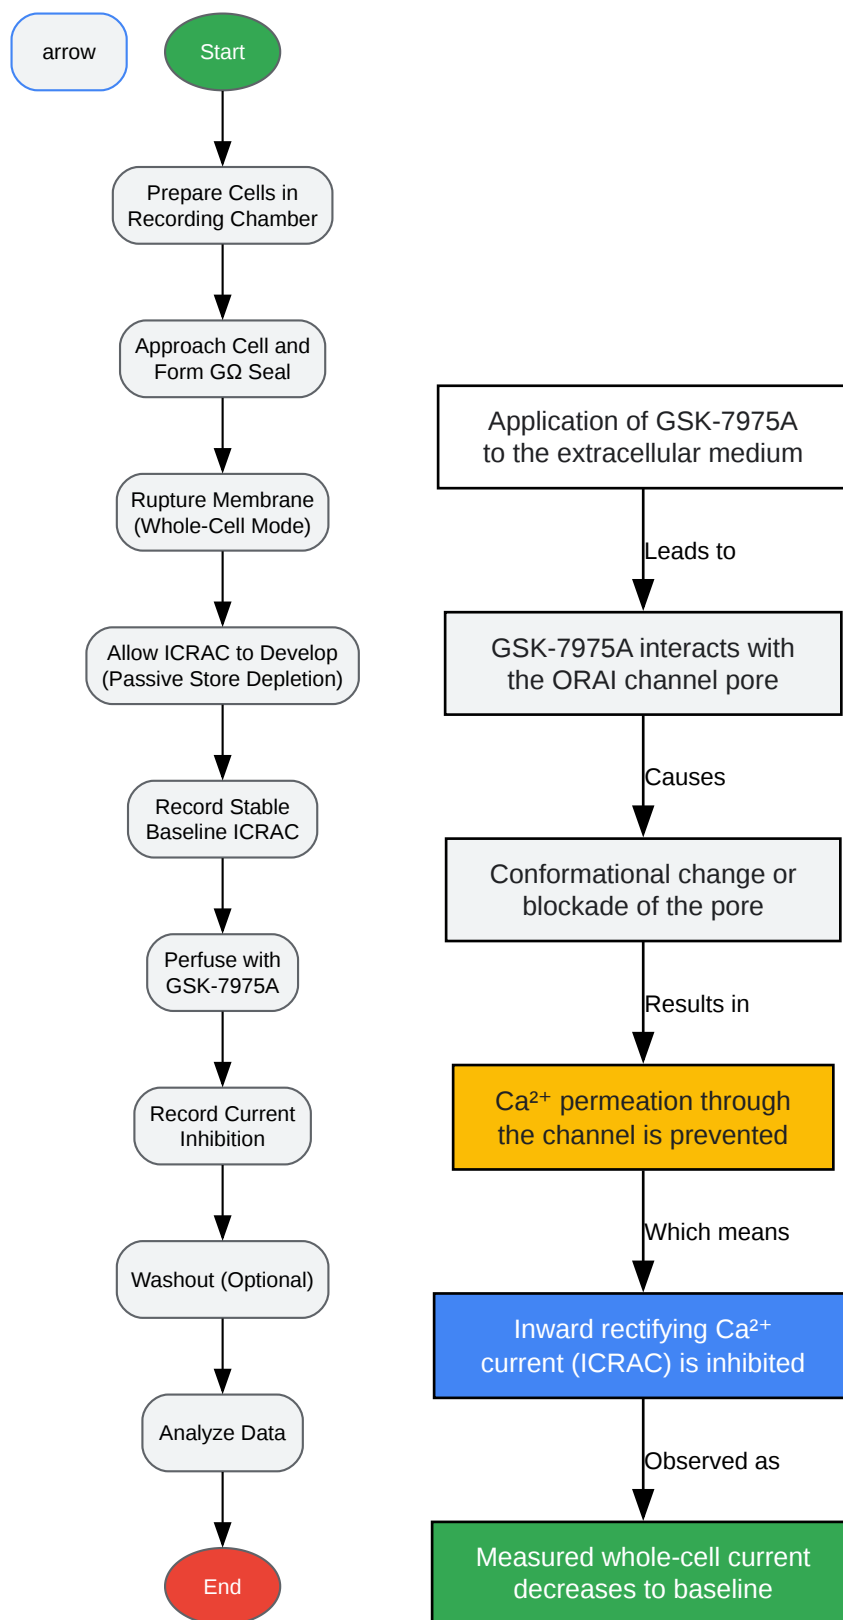 arrow
Start
Prepare Cells in
Recording Chamber
Approach Cell and
Form GΩ Seal
Rupture Membrane
(Whole-Cell Mode)
Allow ICRAC to Develop
(Passive Store Depletion)
Record Stable
Baseline ICRAC
Perfuse with
GSK-7975A
Record Current
Inhibition
Washout (Optional)
Analyze Data
End
Application of GSK-7975A
to the extracellular medium
Leads to
GSK-7975A interacts with
the ORAI channel pore
Causes
Conformational change or
blockade of the pore
Results in
Ca²⁺ permeation through
the channel is prevented
Which means
Inward rectifying Ca²⁺
current (ICRAC) is inhibited
Observed as
Measured whole-cell current
decreases to baseline